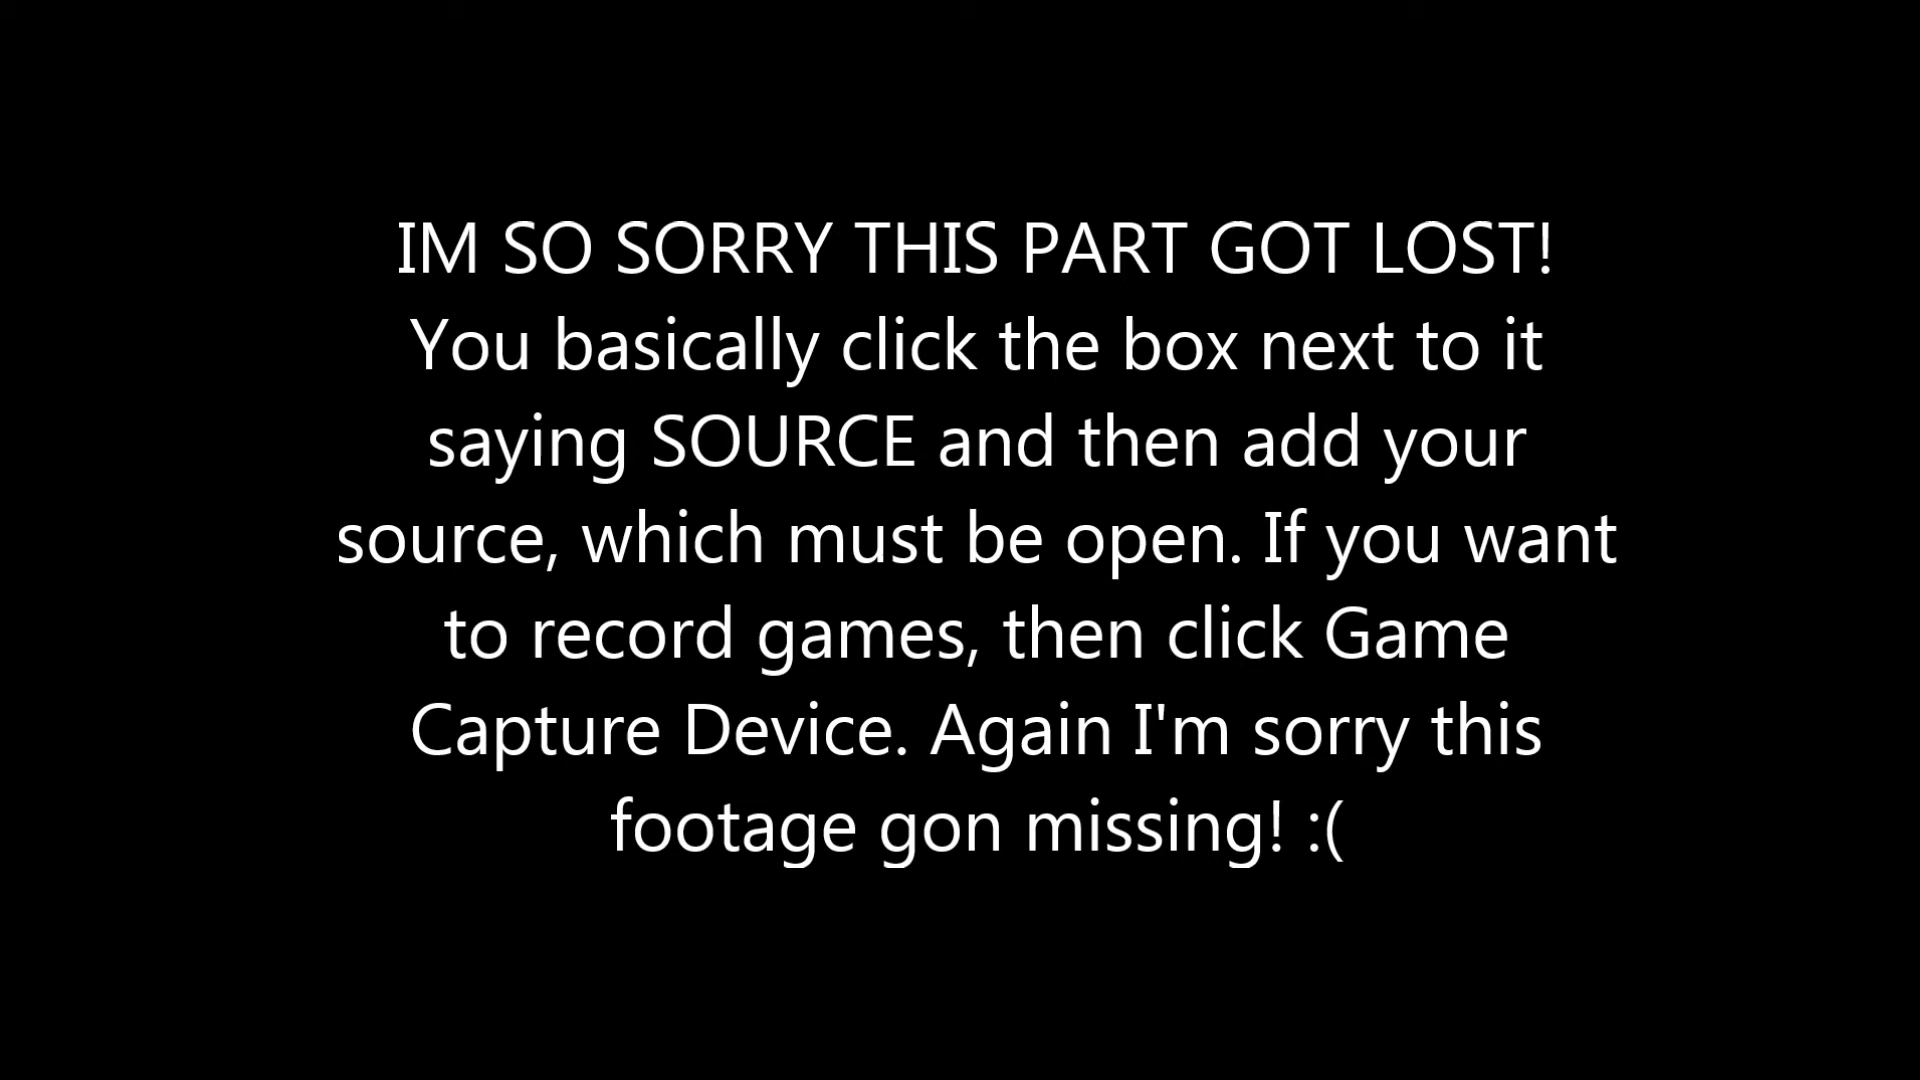 IM SO SORRY THIS PART GOT LOST!
You basically click the box next to it
saying SOURCE and then add your
source, which must be open. If you want
to record games, then click Game
Capture Device. Again I'm sorry this
footage gon missing! :(